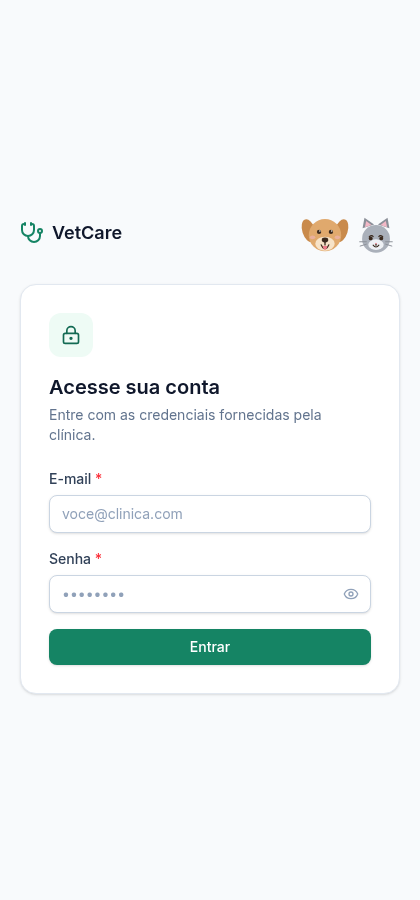 VetCare
Acesse sua conta
Entre com as credenciais fornecidas pela
clínica.
E-mail *
voce@clinica.com
Senha *
••••••••
Entrar